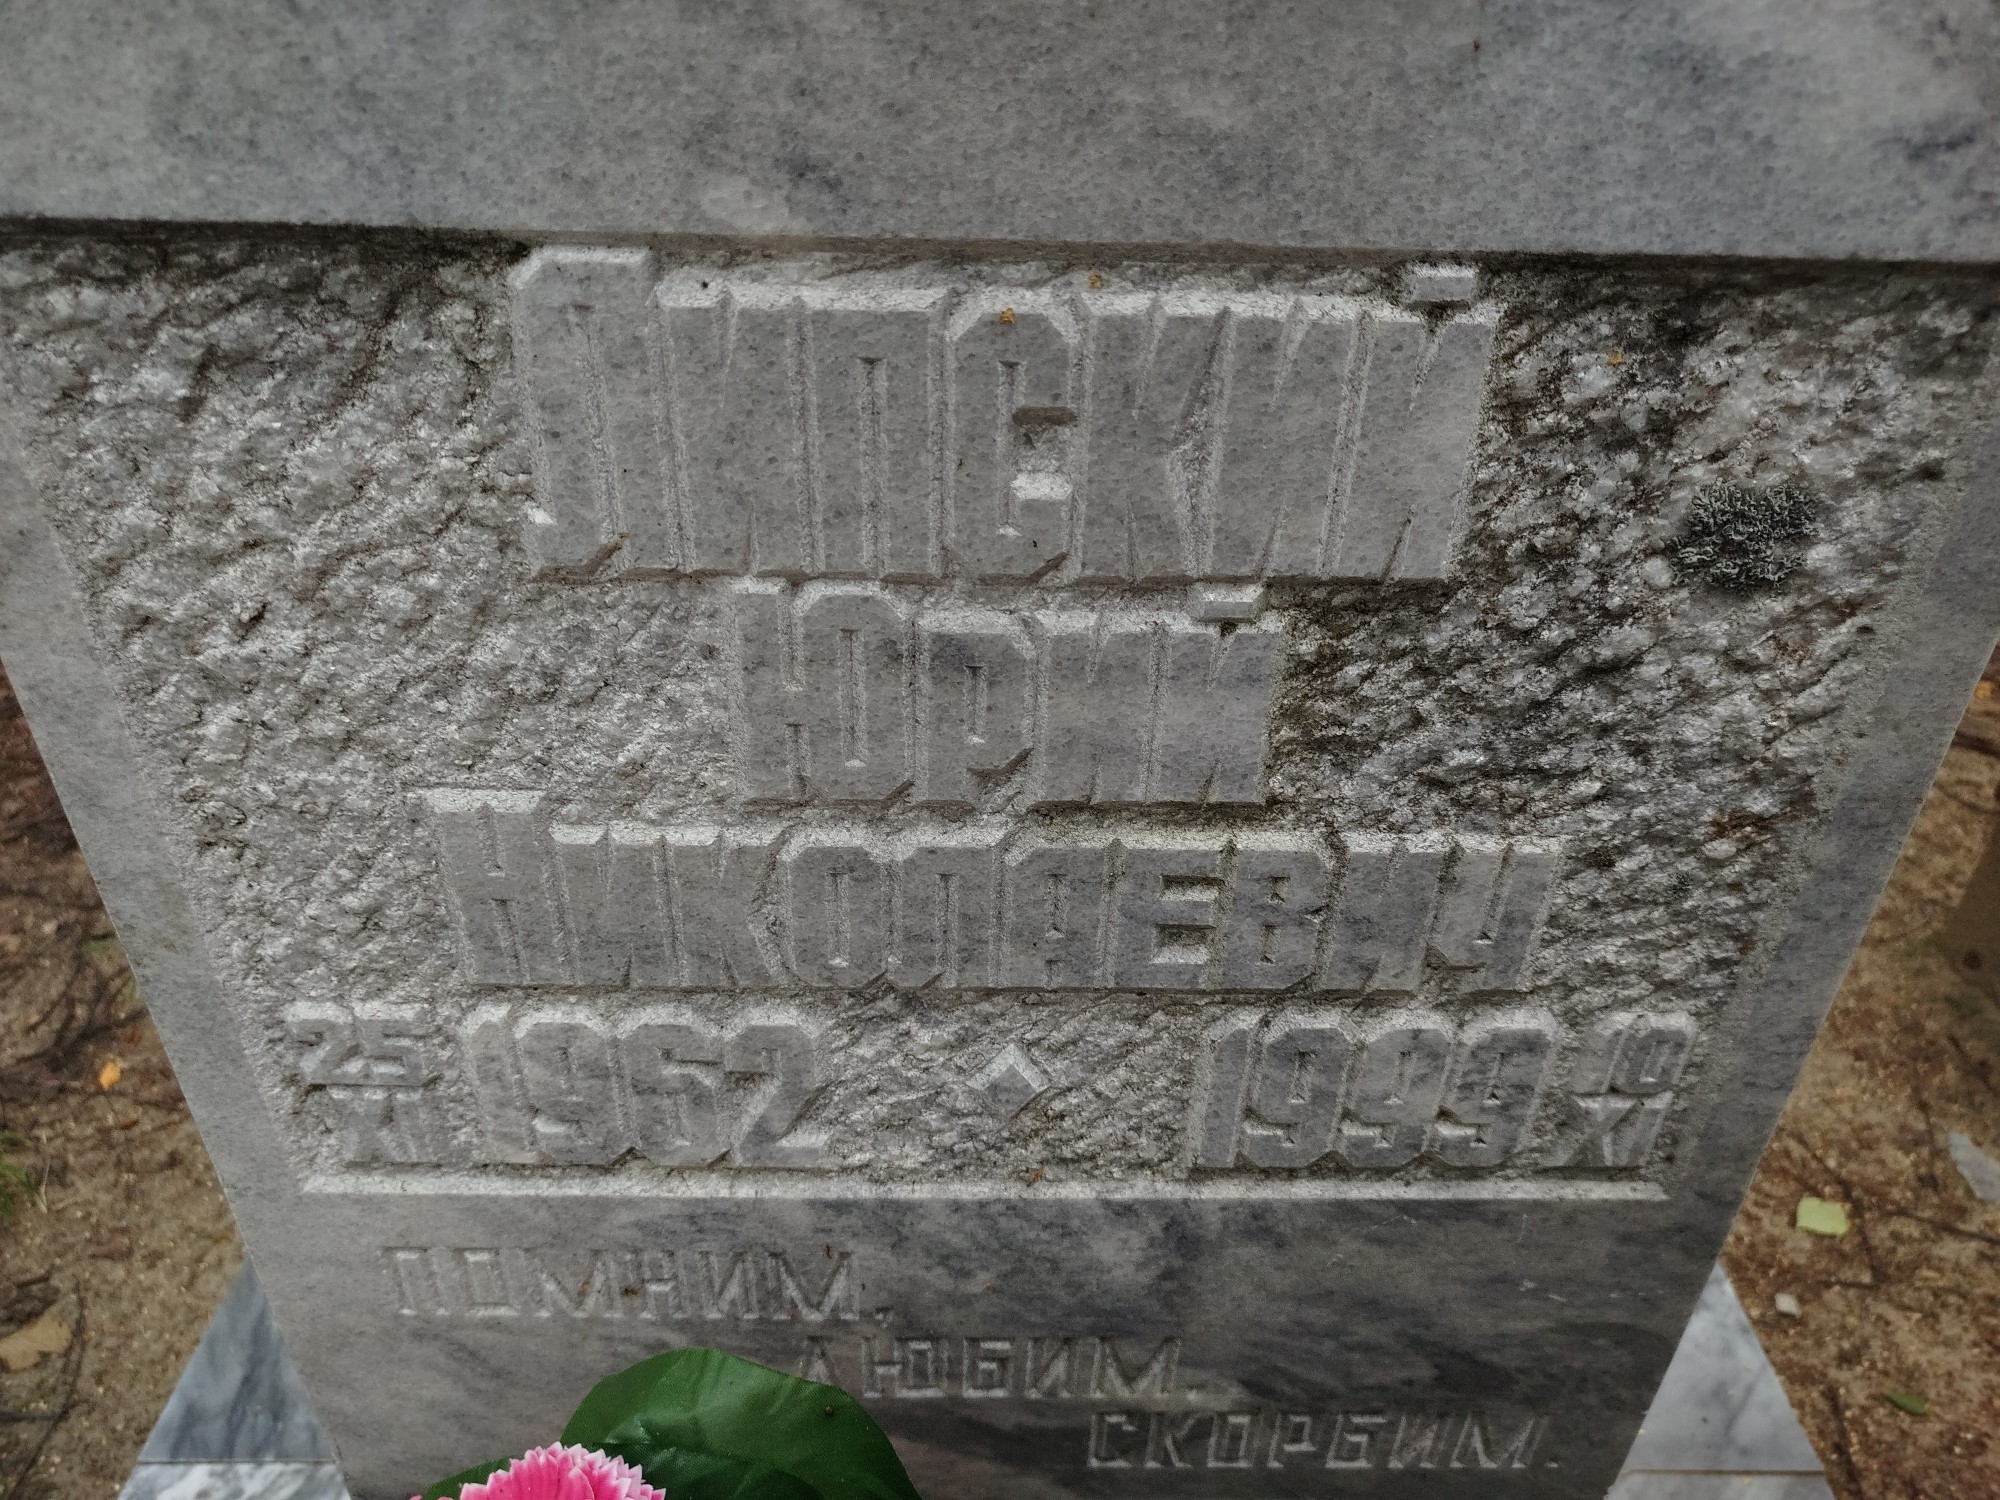 Липский
Юрий
Николаевич
25 XI 1962 1999 10 XI
ПОМНИМ,
ЛЮБИМ.
СКОРБИМ.